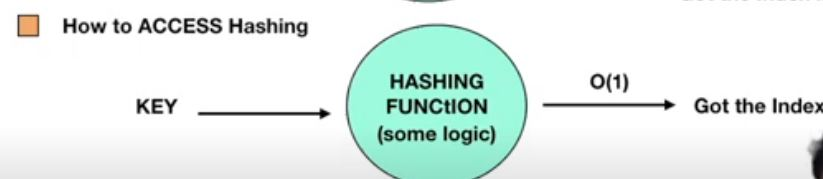 How to ACCESS Hashing
KEY
HASHING
FUNCtION
(some logic)
O(1)
Got the Index